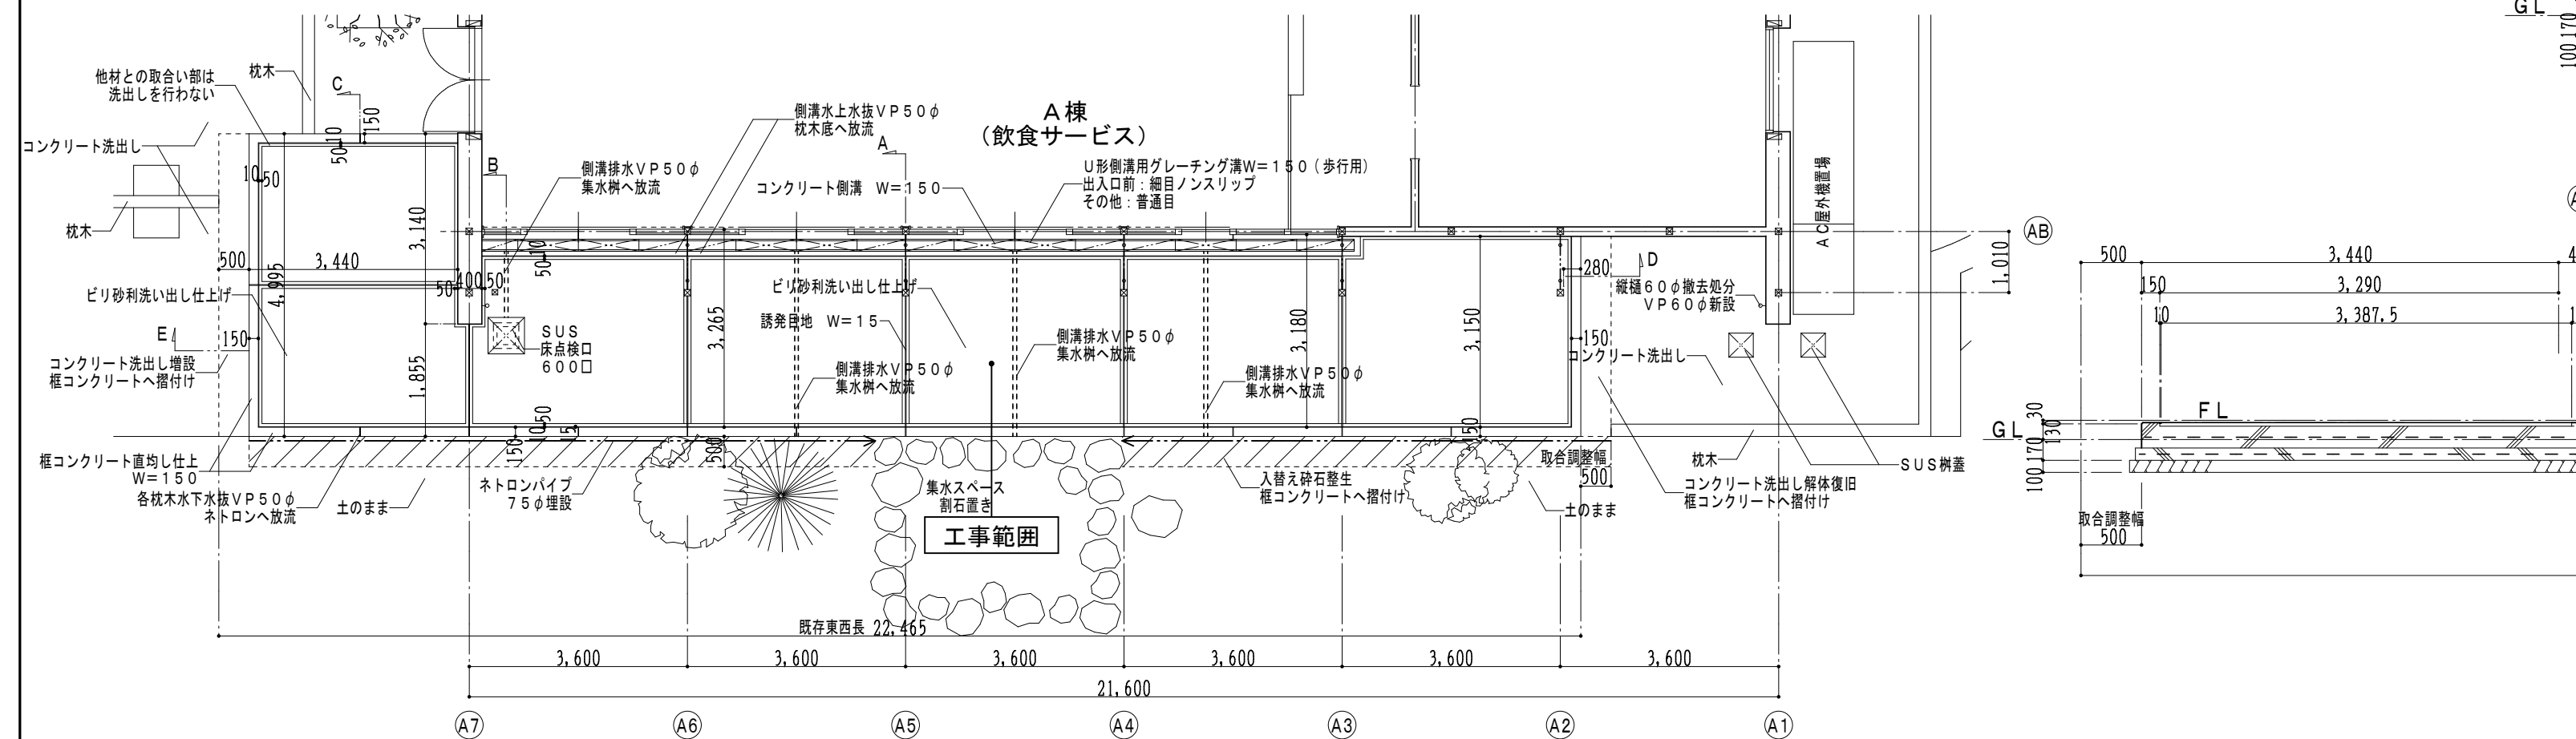 他材との取合い部は
洗出しを行わない
枕木
C
150
10
50
コンクリート洗出し
10
50
枕木
3,140
500
3,440
4,995
ビリ砂利洗い出し仕上げ
E
150
コンクリート洗出し増設
框コンクリートへ摺付け
1,855
框コンクリート直均し仕上
W=150
各枕木水下水抜VP50φ
ネトロンへ放流
土のまま
B
側溝排水VP50φ
集水桝へ放流
側溝水上水抜VP50φ
枕木底へ放流
A
A棟
(飲食サービス)
コンクリート側溝 W=150
U形側溝用グレーチング溝W=150(歩行用)
出入口前:細目ノンスリップ
その他:普通目
10
50
50
400
50
SUS
床点検口
600口
3,265
ビリ砂利洗い出し仕上げ
誘発目地 W=15
側溝排水VP50φ
集水桝へ放流
側溝排水VP50φ
集水桝へ放流
側溝排水VP50φ
集水桝へ放流
3,180
3,150
280
D
縦樋60φ撤去処分
VP60φ新設
150
コンクリート洗出し
AC屋外機置場
AB
1,010
10
50
15
150
500
150
ネトロンパイプ
75φ埋設
集水スペース
割石置き
工事範囲
入替え砕石整生
框コンクリートへ摺付け
取合調整幅
500
土のまま
枕木
コンクリート洗出し解体復旧
框コンクリートへ摺付け
SUS桝蓋
既存東西長 22,465
3,600
3,600
3,600
3,600
3,600
3,600
21,600
A7
A6
A5
A4
A3
A2
A1
GL
100
170
500
3,440
150
3,290
10
3,387.5
FL
GL
30
130
170
100
取合調整幅
500